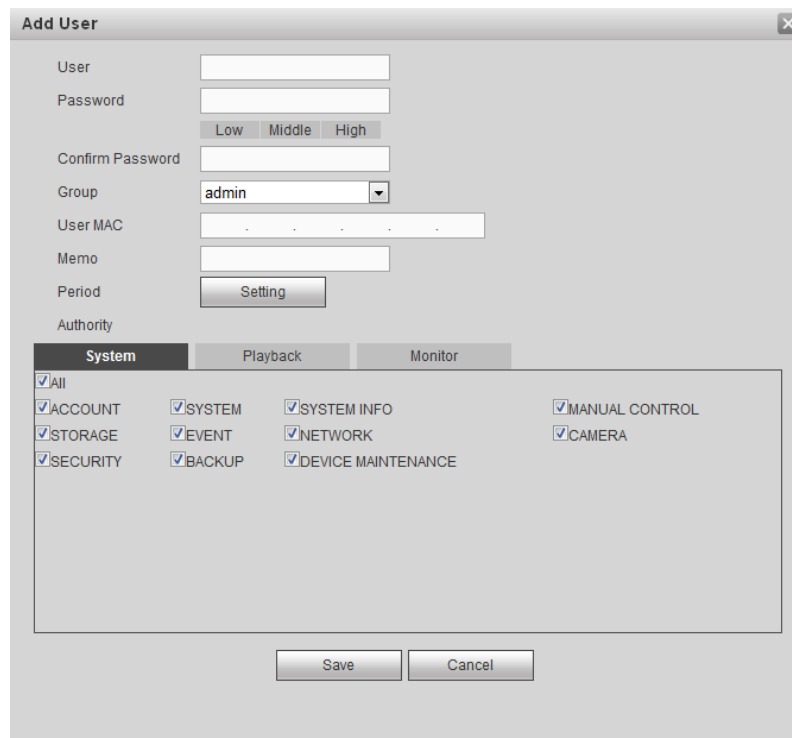 Add User
User
Password
Low Middle High
Confirm Password
Group admin
User MAC . . . . .
Memo
Period Setting
Authority
System Playback Monitor
All
ACCOUNT SYSTEM SYSTEM INFO MANUAL CONTROL
STORAGE EVENT NETWORK CAMERA
SECURITY BACKUP DEVICE MAINTENANCE
Save Cancel